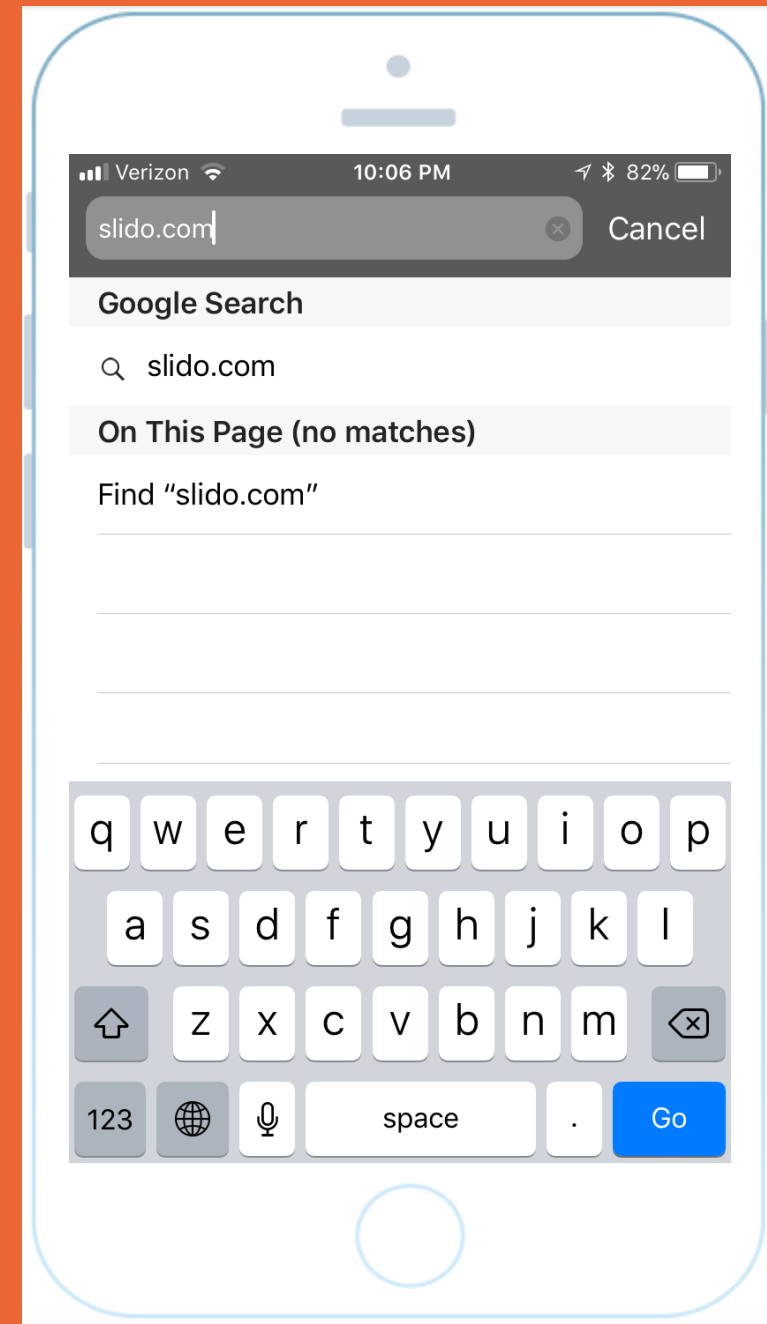 Verizon 10:06 PM 82%
slido.com Cancel
Google Search
slido.com
On This Page (no matches)
Find “slido.com”
q w e r t y u i o p
a s d f g h j k l
z x c v b n m
123 space . Go